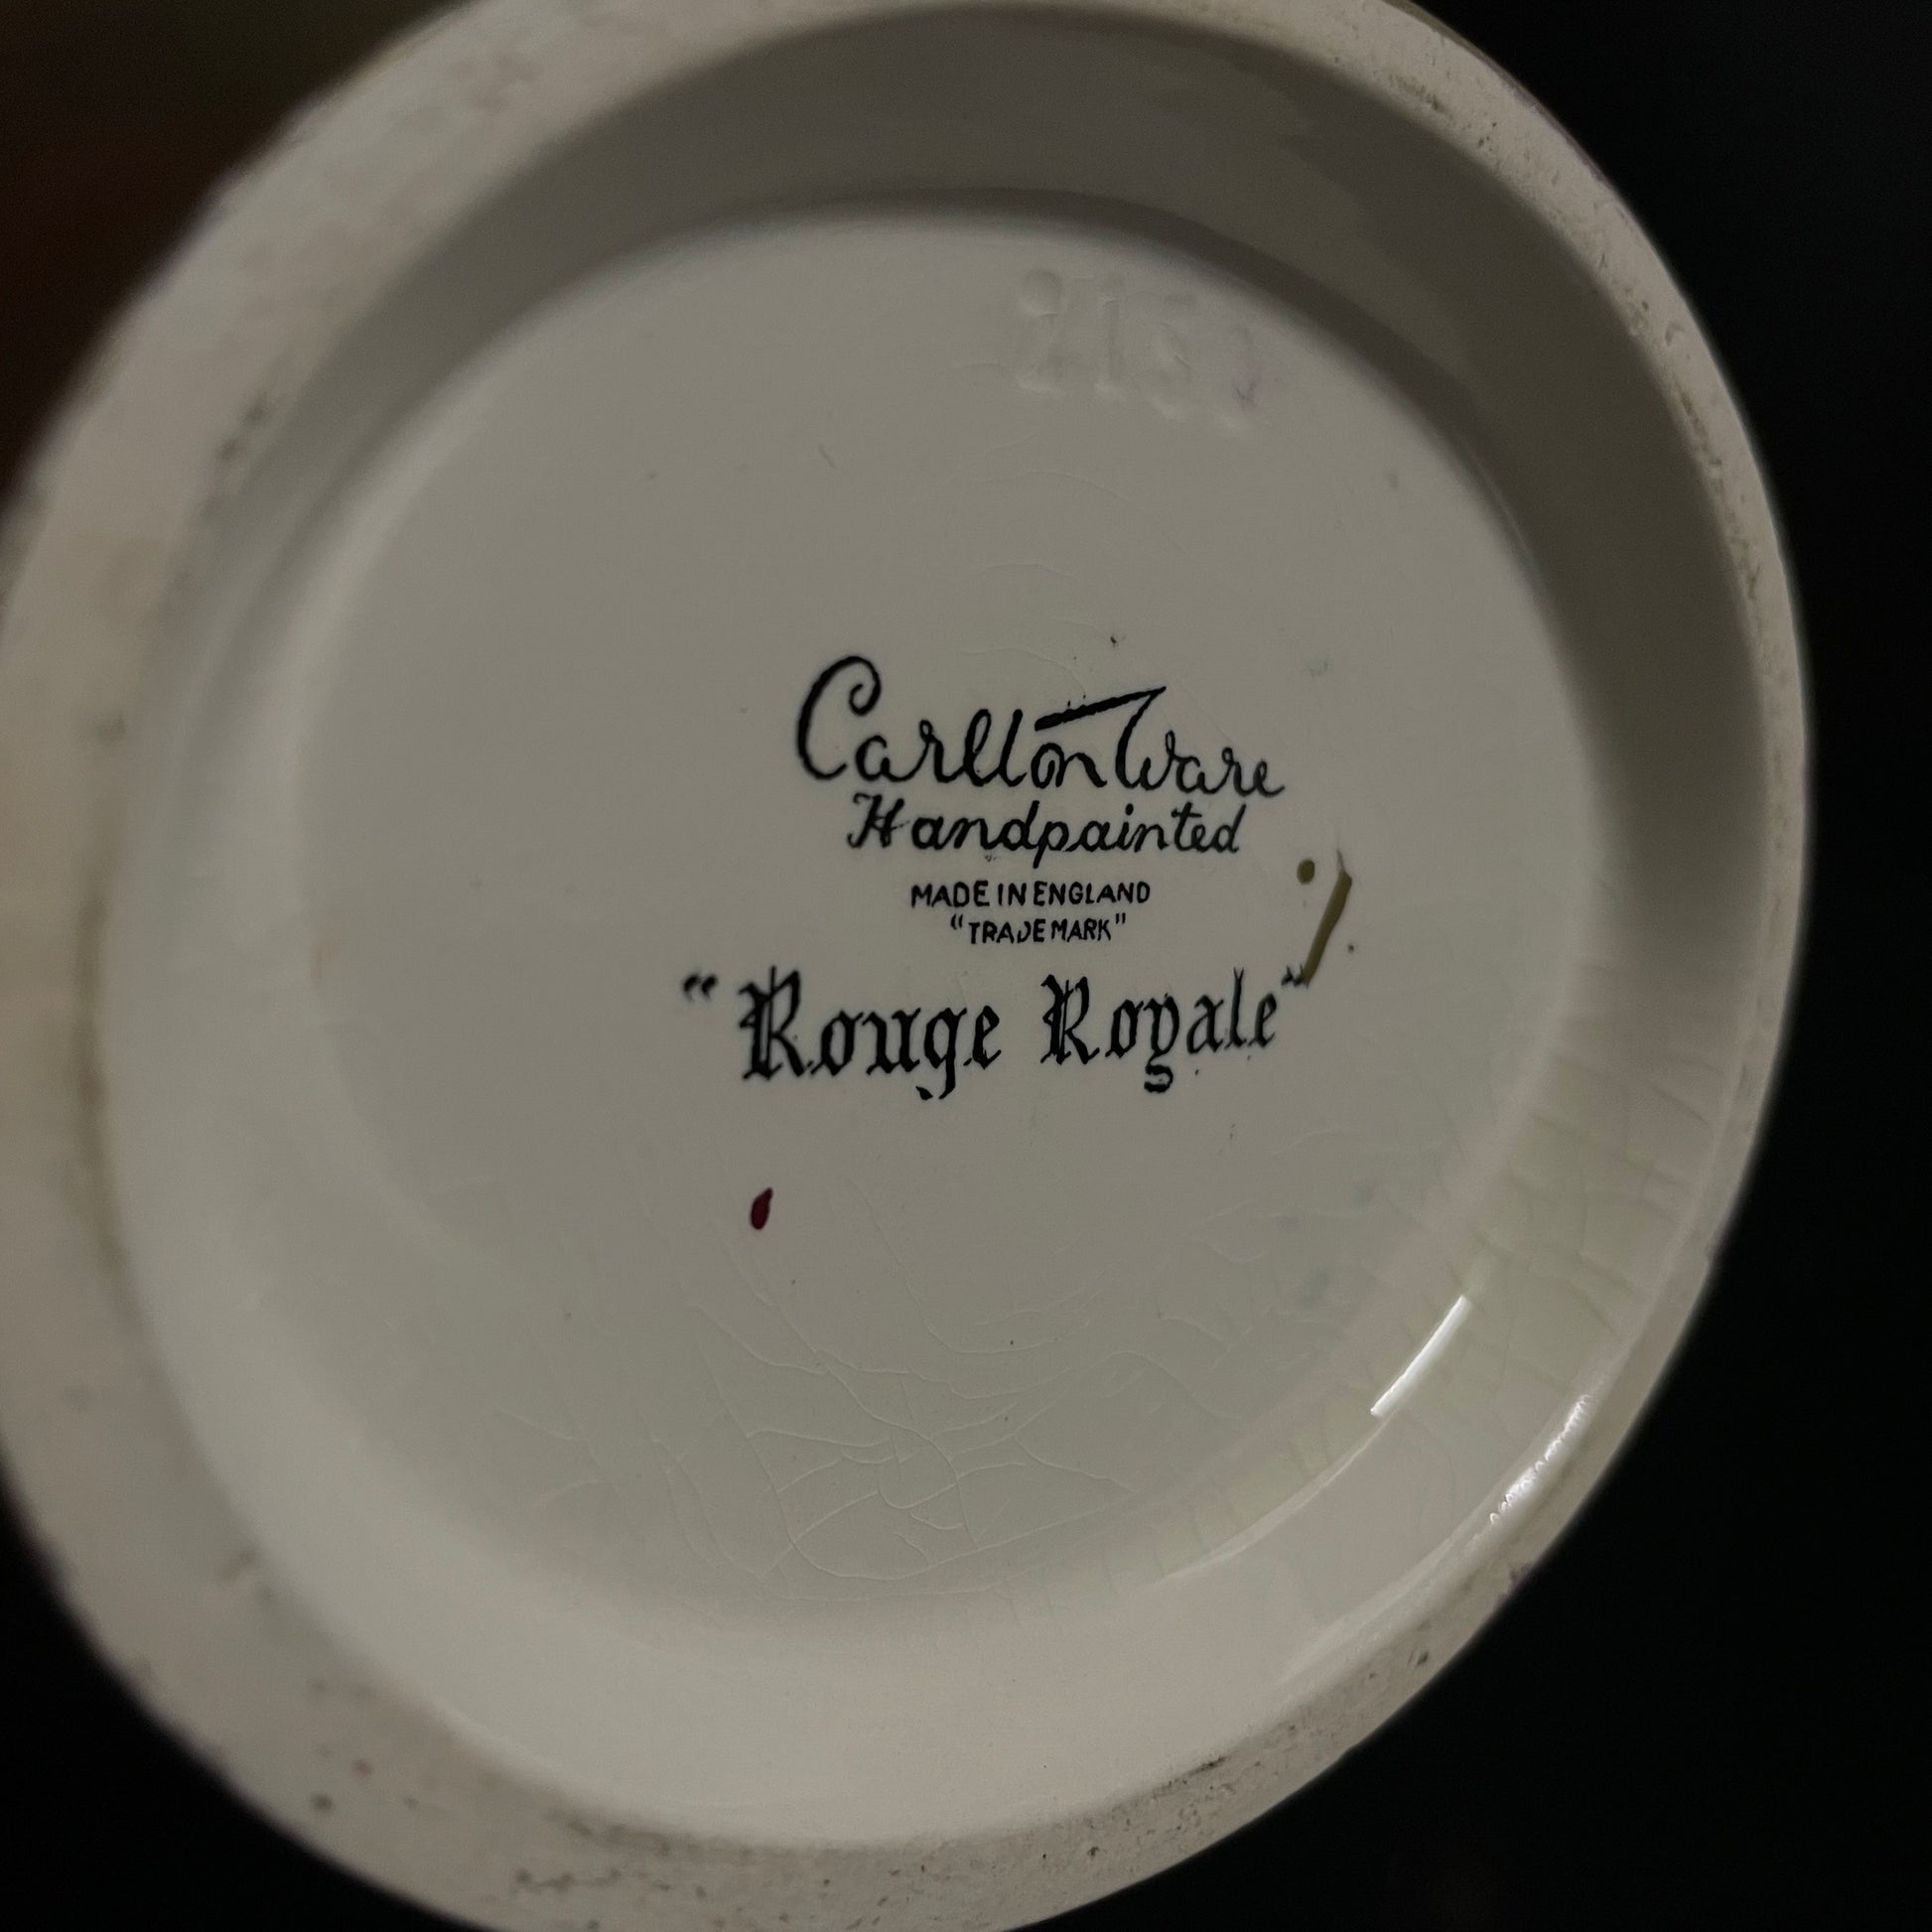 Carlton Ware
Handpainted
MADE IN ENGLAND
"TRADE MARK"
"Rouge Royale"